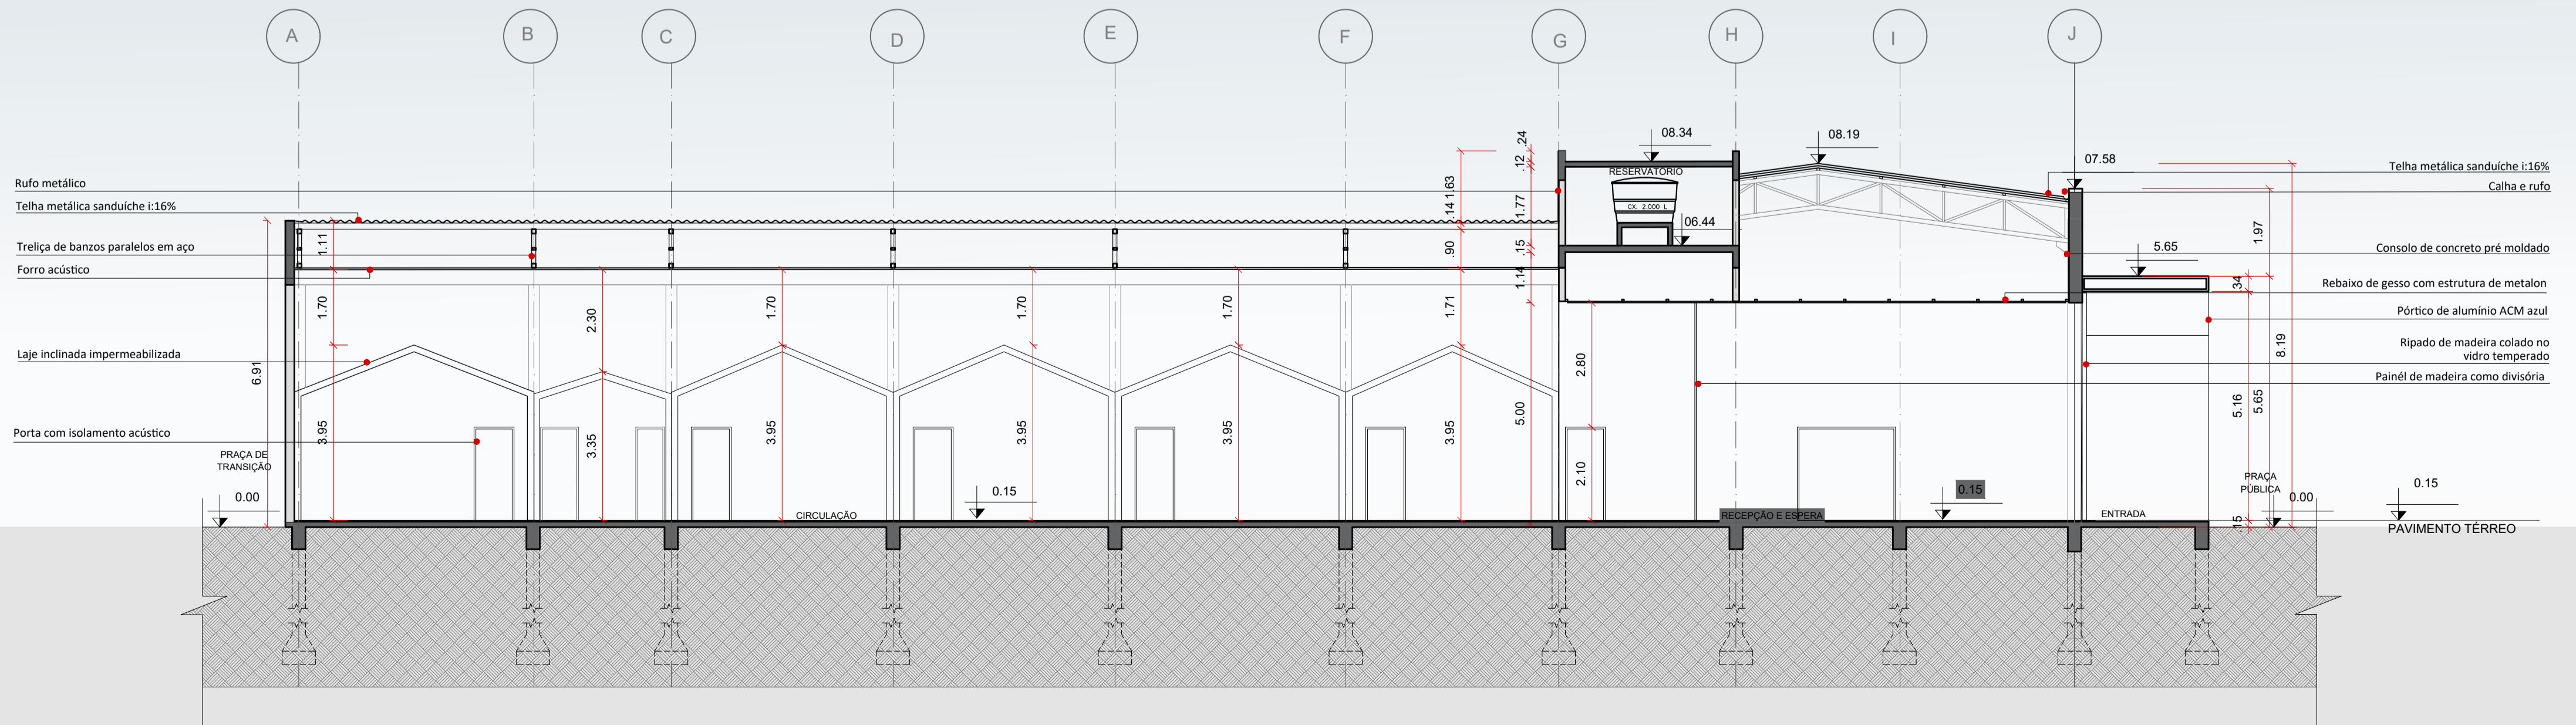 A
B
C
D
E
F
G
H
I
J
Rufo metálico
Telha metálica sanduíche i:16%
Treliça de banzos paralelos em aço
Forro acústico
Laje inclinada impermeabilizada
Porta com isolamento acústico
PRAÇA DE
TRANSIÇÃO
0.00
6.91
1.11
1.70
3.95
2.30
3.35
1.70
3.95
CIRCULAÇÃO
0.15
1.70
3.95
1.70
3.95
1.63
.14
.90
1.71
3.95
.24
.12
1.77
.15
1.14
5.00
08.34
RESERVATÓRIO
CX. 2.000 L
06.44
2.80
2.10
08.19
RECEPÇÃO E ESPERA
0.15
07.58
5.65
ENTRADA
.34
5.16
.15
1.97
5.65
8.19
PRAÇA
PÚBLICA
0.00
0.15
PAVIMENTO TÉRREO
Telha metálica sanduíche i:16%
Calha e rufo
Consolo de concreto pré moldado
Rebaixo de gesso com estrutura de metalon
Pórtico de alumínio ACM azul
Ripado de madeira colado no
vidro temperado
Painél de madeira como divisória